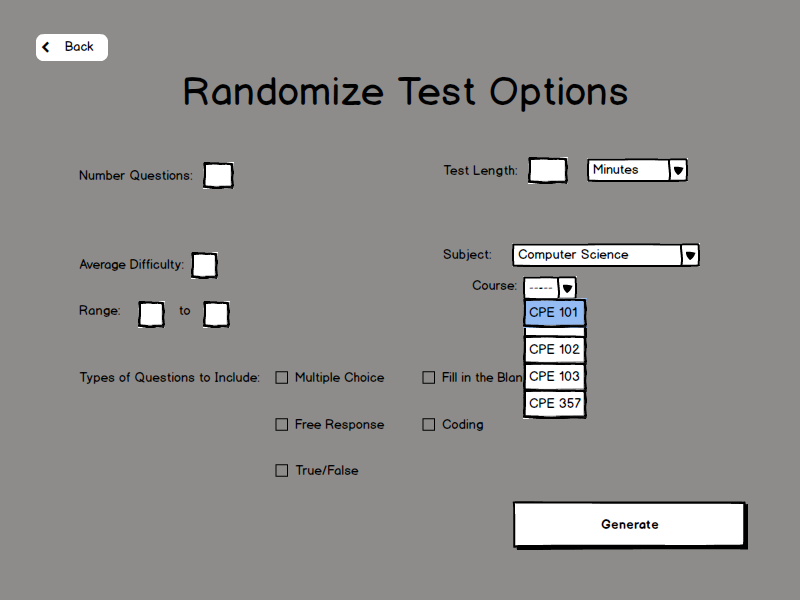 Back
Randomize Test Options
Number Questions:
Test Length:
Minutes
Average Difficulty:
Subject:
Computer Science
Course:
-----
Range:
to
CPE 101
CPE 102
CPE 103
CPE 357
Types of Questions to Include:
Multiple Choice
Fill in the Blan
Free Response
Coding
True/False
Generate